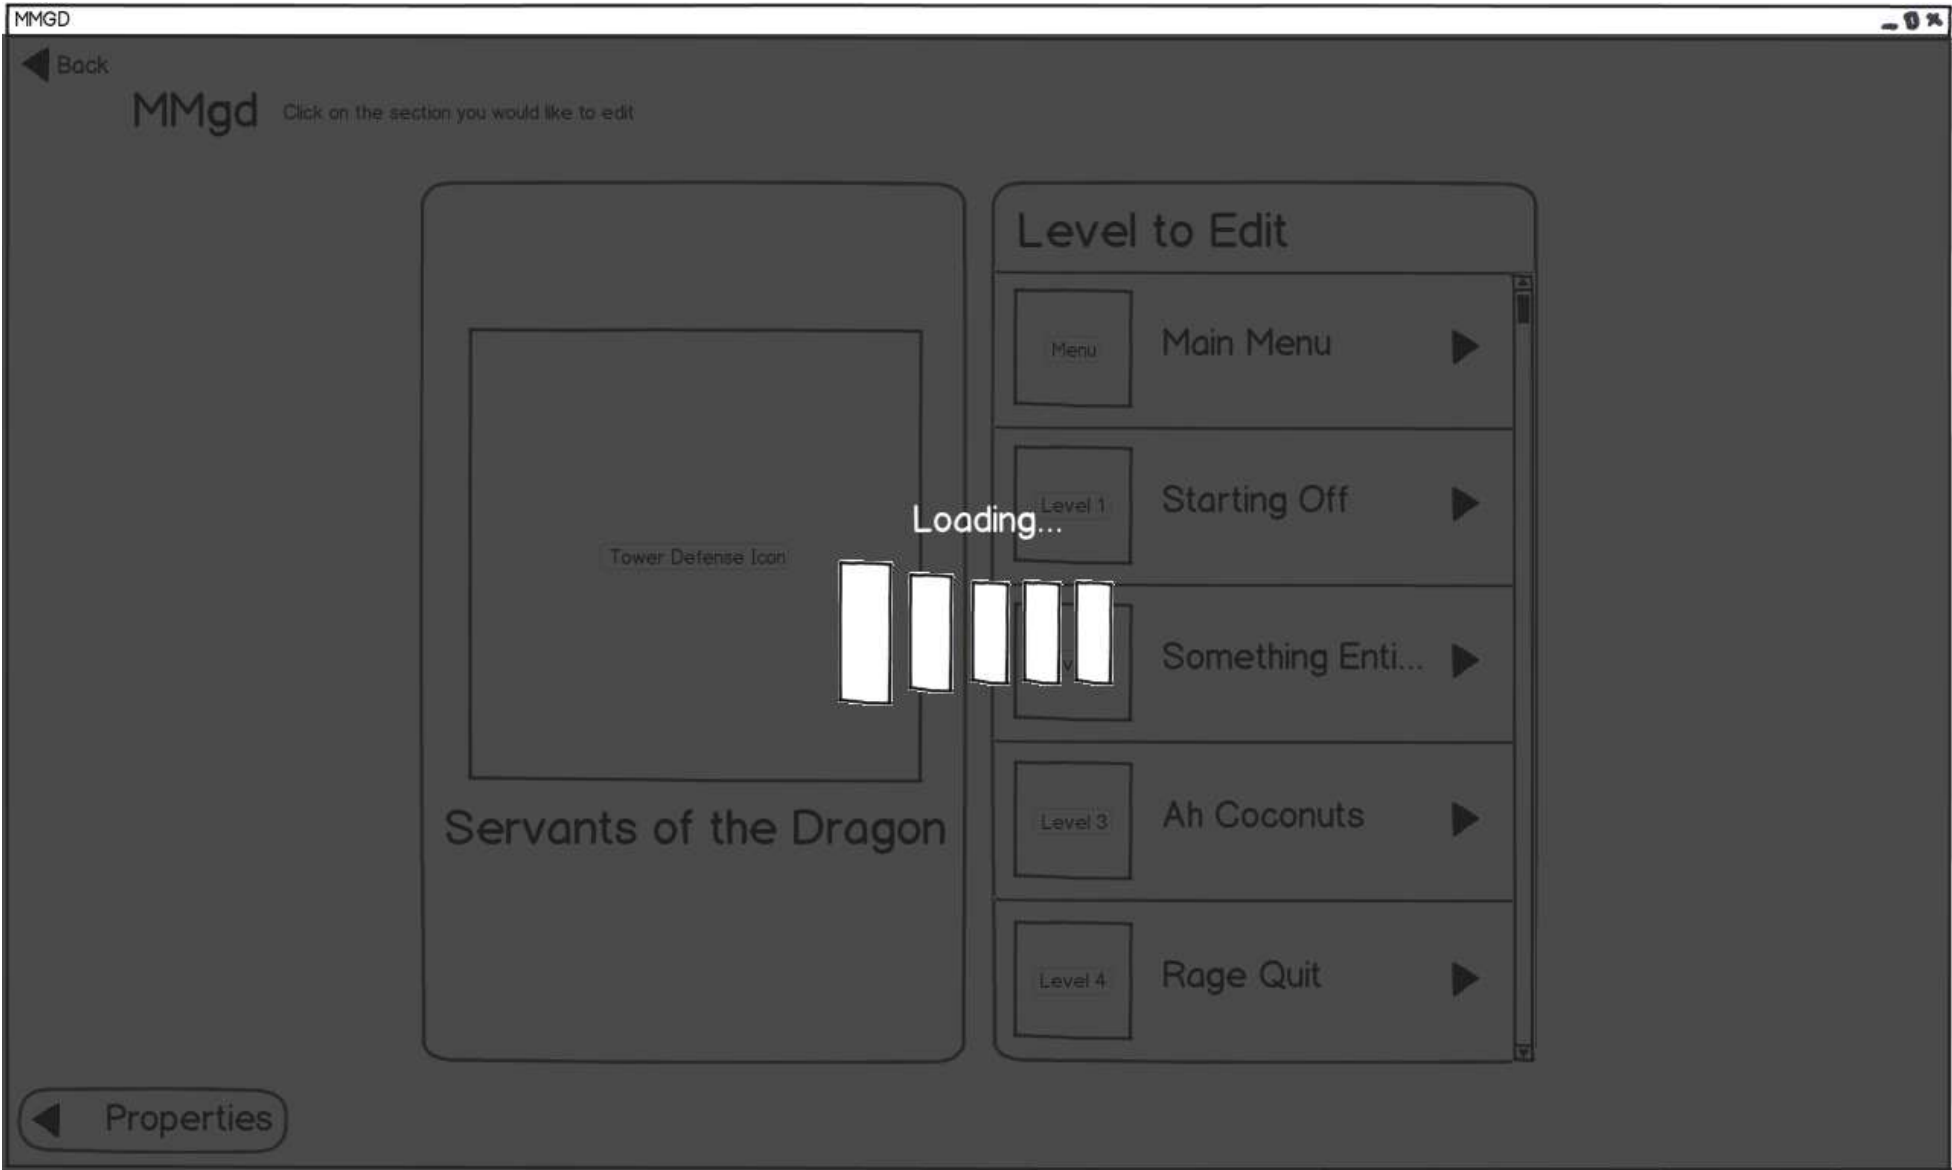 MMGD
Back
MMgd Click on the section you would like to edit
Level to Edit
Menu
Main Menu
Level 1
Starting Off
Loading...
Tower Defense Icon
Something Enti...
Servants of the Dragon
Level 3
Ah Coconuts
Level 4
Rage Quit
Properties